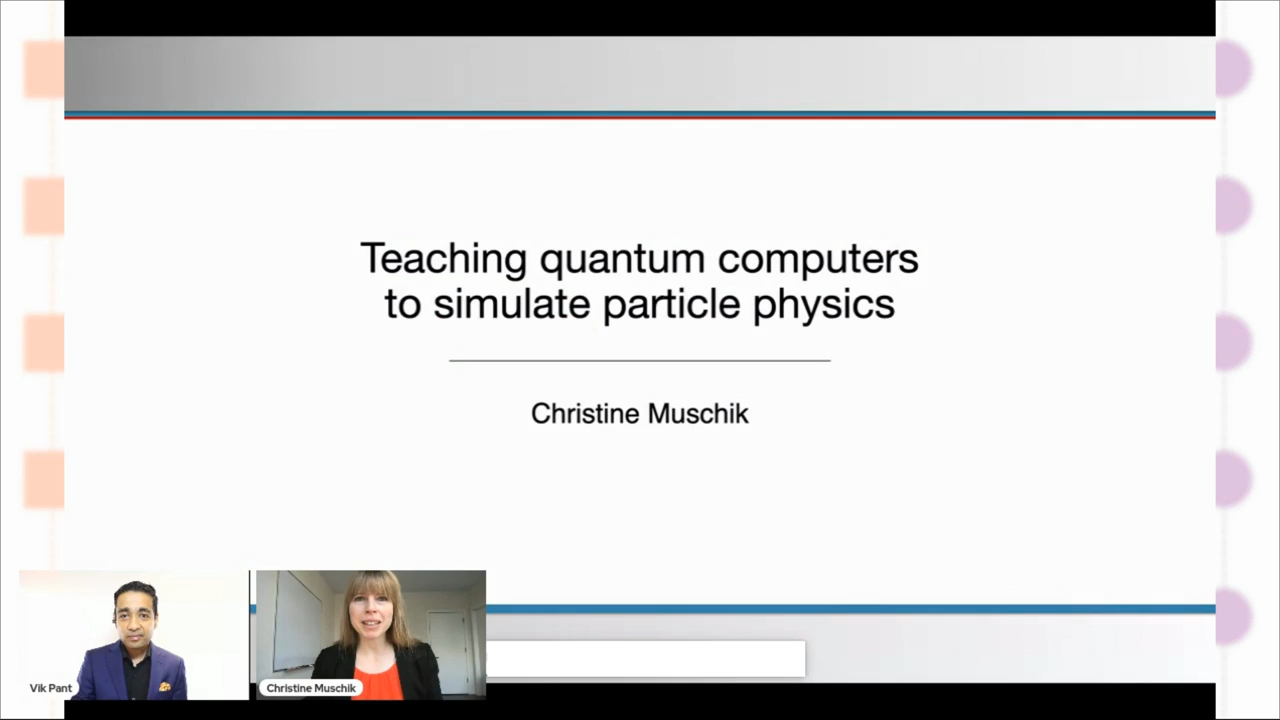 Teaching quantum computers
to simulate particle physics
Christine Muschik
Vik Pant
Christine Muschik